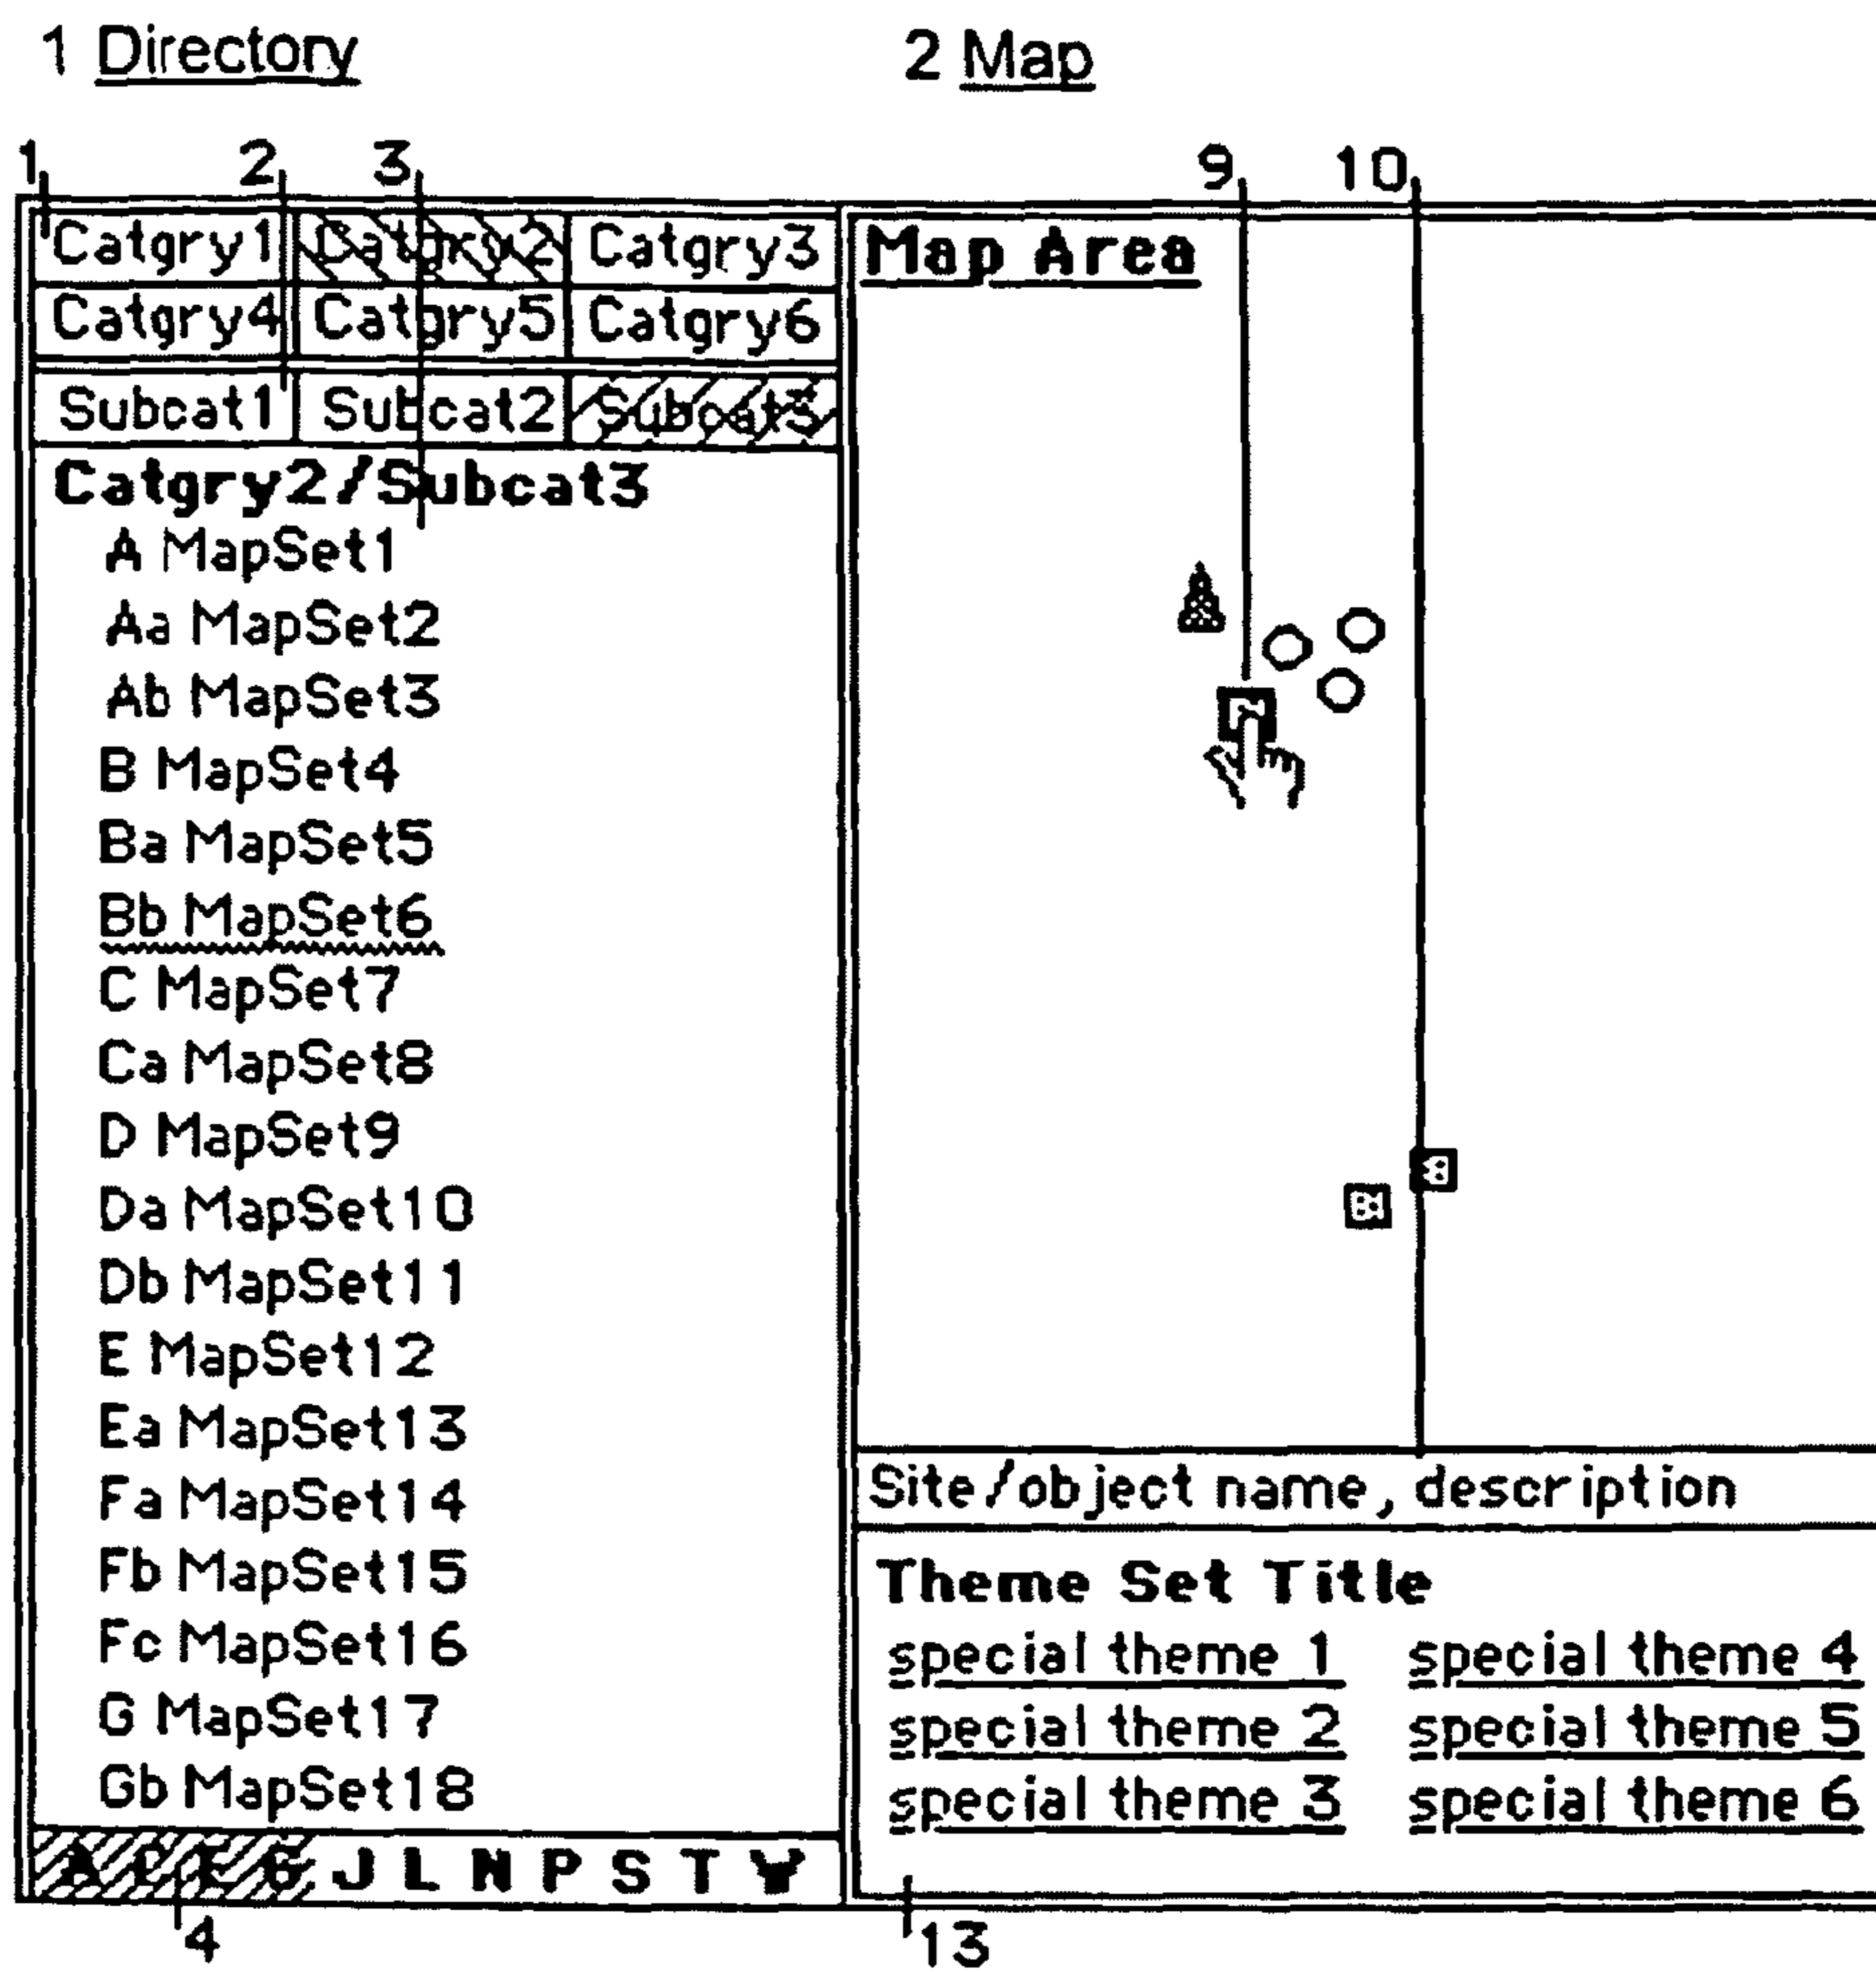 1 Directory
2 Map
1 2 3 9 10
Catgry1 Catgry2 Catgry3
Catgry4 Catgry5 Catgry6
Subcat1 Subcat2 Subcat3
Catgry2/Subcat3
A MapSet1
Aa MapSet2
Ab MapSet3
B MapSet4
Ba MapSet5
Bb MapSet6
C MapSet7
Ca MapSet8
D MapSet9
Da MapSet10
Db MapSet11
E MapSet12
Ea MapSet13
Fa MapSet14
Fb MapSet15
Fc MapSet16
G MapSet17
Gb MapSet18
J L N P S T
4
Map Area
Site/object name, description
Theme Set Title
special theme 1 special theme 4
special theme 2 special theme 5
special theme 3 special theme 6
13